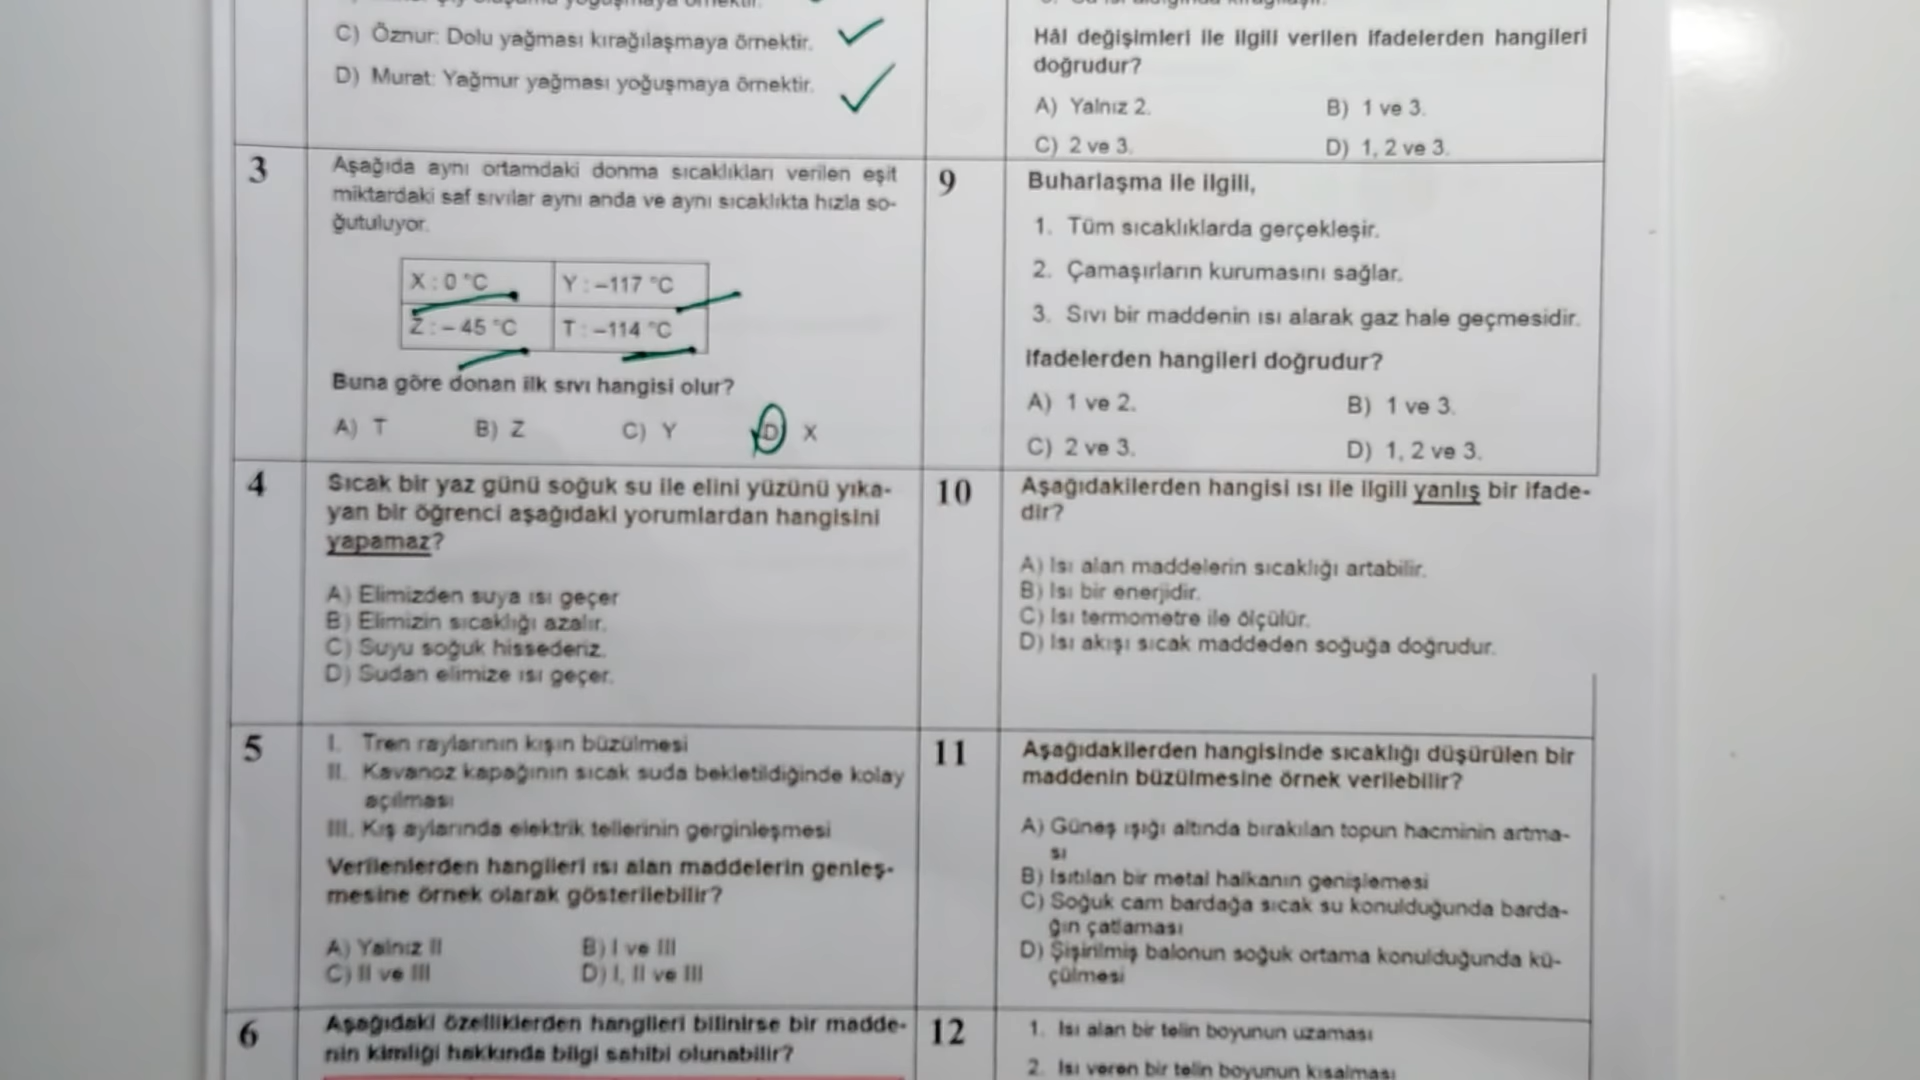 C) Öznur: Dolu yağması kırağılaşmaya örnektir.
D) Murat: Yağmur yağması yoğuşmaya örnektir.
3
Aşağıda aynı ortamdaki donma sıcaklıkları verilen eşit
miktardaki saf sıvılar aynı anda ve aynı sıcaklıkta hızla so-
ğutuluyor.
X : 0 °C
Y : –117 °C
Z : – 45 °C
T : –114 °C
Buna göre donan ilk sıvı hangisi olur?
A) T
B) Z
C) Y
D) X
4
Sıcak bir yaz günü soğuk su ile elini yüzünü yıka-
yan bir öğrenci aşağıdaki yorumlardan hangisini
yapamaz?
A) Elimizden suya ısı geçer
B) Elimizin sıcaklığı azalır.
C) Suyu soğuk hissederiz.
D) Sudan elimize ısı geçer.
5
I. Tren raylarının kışın büzülmesi
II. Kavanoz kapağının sıcak suda bekletildiğinde kolay
açılması
III. Kış aylarında elektrik tellerinin gerginleşmesi
Verilenlerden hangileri ısı alan maddelerin genleş-
mesine örnek olarak gösterilebilir?
A) Yalnız II
B) I ve III
C) II ve III
D) I, II ve III
6
Aşağıdaki özelliklerden hangileri bilinirse bir madde-
nin kimliği hakkında bilgi sahibi olunabilir?
Hâl değişimleri ile ilgili verilen ifadelerden hangileri
doğrudur?
A) Yalnız 2.
B) 1 ve 3.
C) 2 ve 3.
D) 1, 2 ve 3.
9
Buharlaşma ile ilgili,
1. Tüm sıcaklıklarda gerçekleşir.
2. Çamaşırların kurumasını sağlar.
3. Sıvı bir maddenin ısı alarak gaz hale geçmesidir.
ifadelerden hangileri doğrudur?
A) 1 ve 2.
B) 1 ve 3.
C) 2 ve 3.
D) 1, 2 ve 3.
10
Aşağıdakilerden hangisi ısı ile ilgili yanlış bir ifade-
dir?
A) Isı alan maddelerin sıcaklığı artabilir.
B) Isı bir enerjidir.
C) Isı termometre ile ölçülür.
D) Isı akışı sıcak maddeden soğuğa doğrudur.
11
Aşağıdakilerden hangisinde sıcaklığı düşürülen bir
maddenin büzülmesine örnek verilebilir?
A) Güneş ışığı altında bırakılan topun hacminin artma-
sı
B) Isıtılan bir metal halkanın genişlemesi
C) Soğuk cam bardağa sıcak su konulduğunda barda-
ğın çatlaması
D) Şişirilmiş balonun soğuk ortama konulduğunda kü-
çülmesi
12
1. Isı alan bir telin boyunun uzaması
2. Isı veren bir telin boyunun kısalması